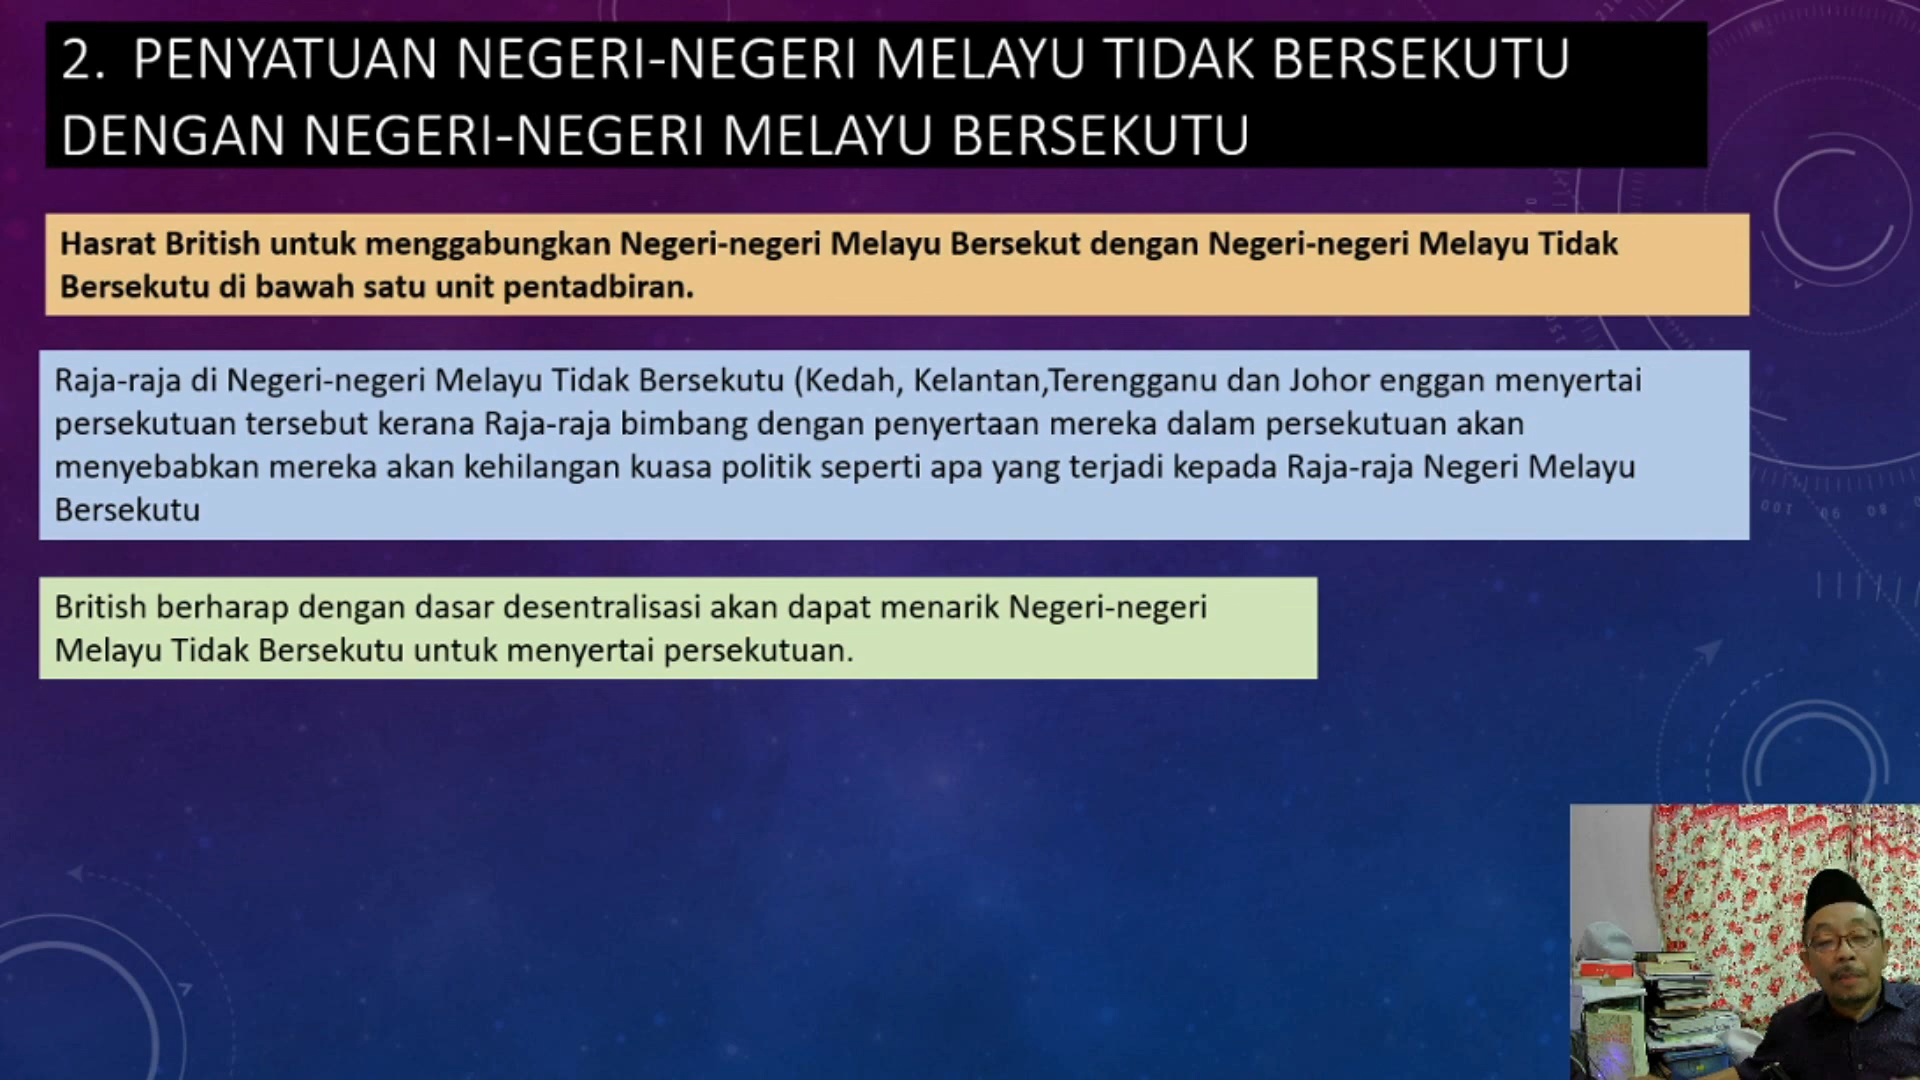 2. PENYATUAN NEGERI-NEGERI MELAYU TIDAK BERSEKUTU
DENGAN NEGERI-NEGERI MELAYU BERSEKUTU
Hasrat British untuk menggabungkan Negeri-negeri Melayu Bersekut dengan Negeri-negeri Melayu Tidak
Bersekutu di bawah satu unit pentadbiran.
Raja-raja di Negeri-negeri Melayu Tidak Bersekutu (Kedah, Kelantan,Terengganu dan Johor enggan menyertai
persekutuan tersebut kerana Raja-raja bimbang dengan penyertaan mereka dalam persekutuan akan
menyebabkan mereka akan kehilangan kuasa politik seperti apa yang terjadi kepada Raja-raja Negeri Melayu
Bersekutu
British berharap dengan dasar desentralisasi akan dapat menarik Negeri-negeri
Melayu Tidak Bersekutu untuk menyertai persekutuan.